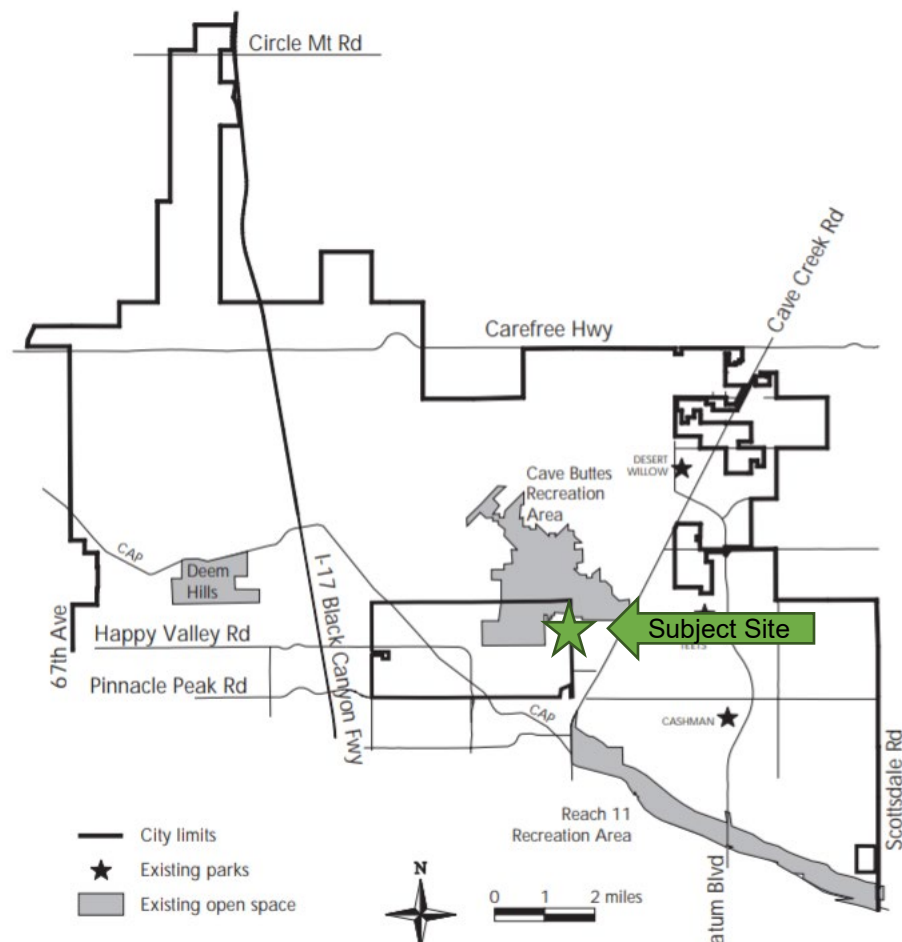 Circle Mt Rd
Cave Creek Rd
Carefree Hwy
DESERT
WILLOW
Cave Buttes
Recreation
Area
CAP
Deem
Hills
I-17 Black Canyon Fwy
67th Ave
Happy Valley Rd
Subject Site
Pinnacle Peak Rd
CAP
CASHMAN
Scottsdale Rd
Reach 11
Recreation Area
City limits
Existing parks
Existing open space
N
0 1 2 miles
atum Blvd